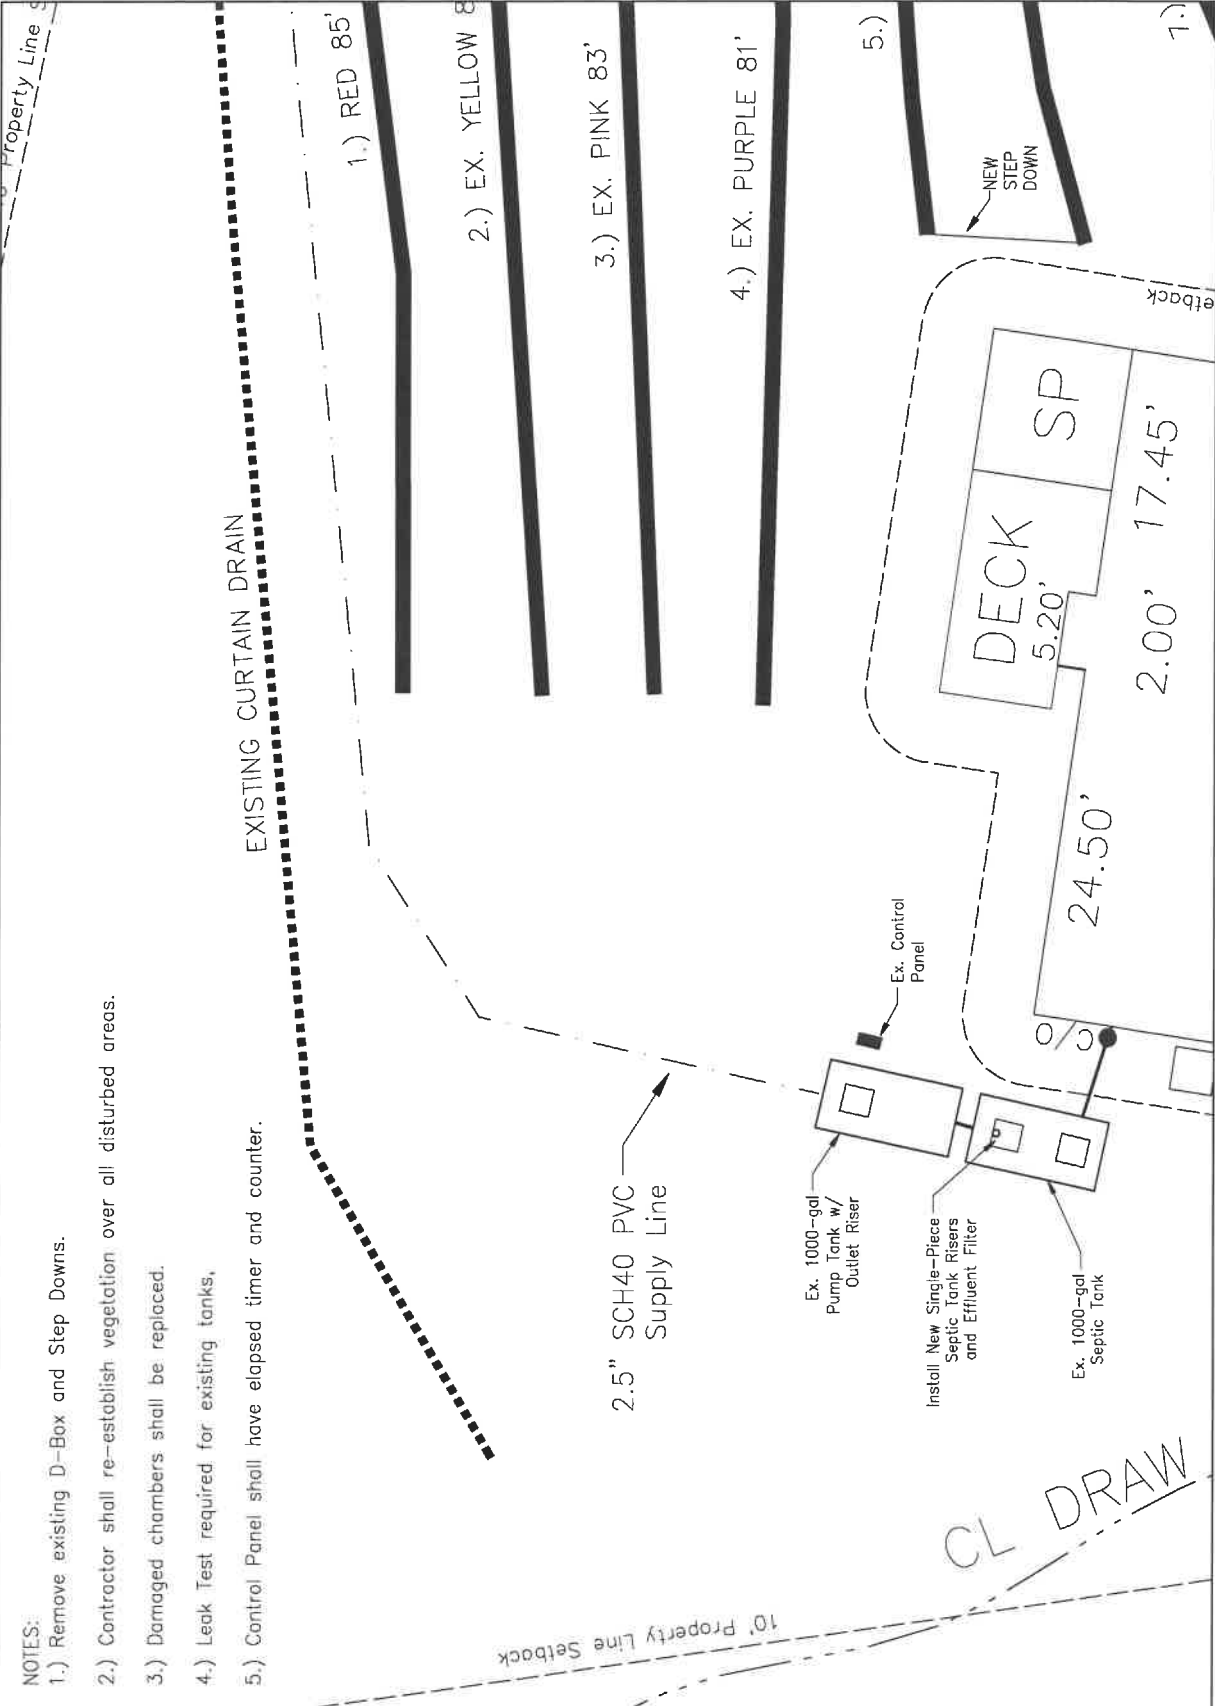 NOTES:
1.) Remove existing D-Box and Step Downs.
2.) Contractor shall re-establish vegetation over all disturbed areas.
3.) Damaged chambers shall be replaced.
4.) Leak Test required for existing tanks.
5.) Control Panel shall have elapsed timer and counter.
Property Line
EXISTING CURTAIN DRAIN
1.) RED 85'
2.) EX. YELLOW 8
3.) EX. PINK 83'
4.) EX. PURPLE 81'
5.)
7.)
NEW
STEP
DOWN
etback
SP
DECK
5.20'
17.45'
2.00'
24.50'
C/O
Ex. Control
Panel
2.5" SCH40 PVC
Supply Line
Ex. 1000-gal
Pump Tank w/
Outlet Riser
Install New Single-Piece
Septic Tank Risers
and Effluent Filter
Ex. 1000-gal
Septic Tank
CL DRAW
10' Property Line Setback